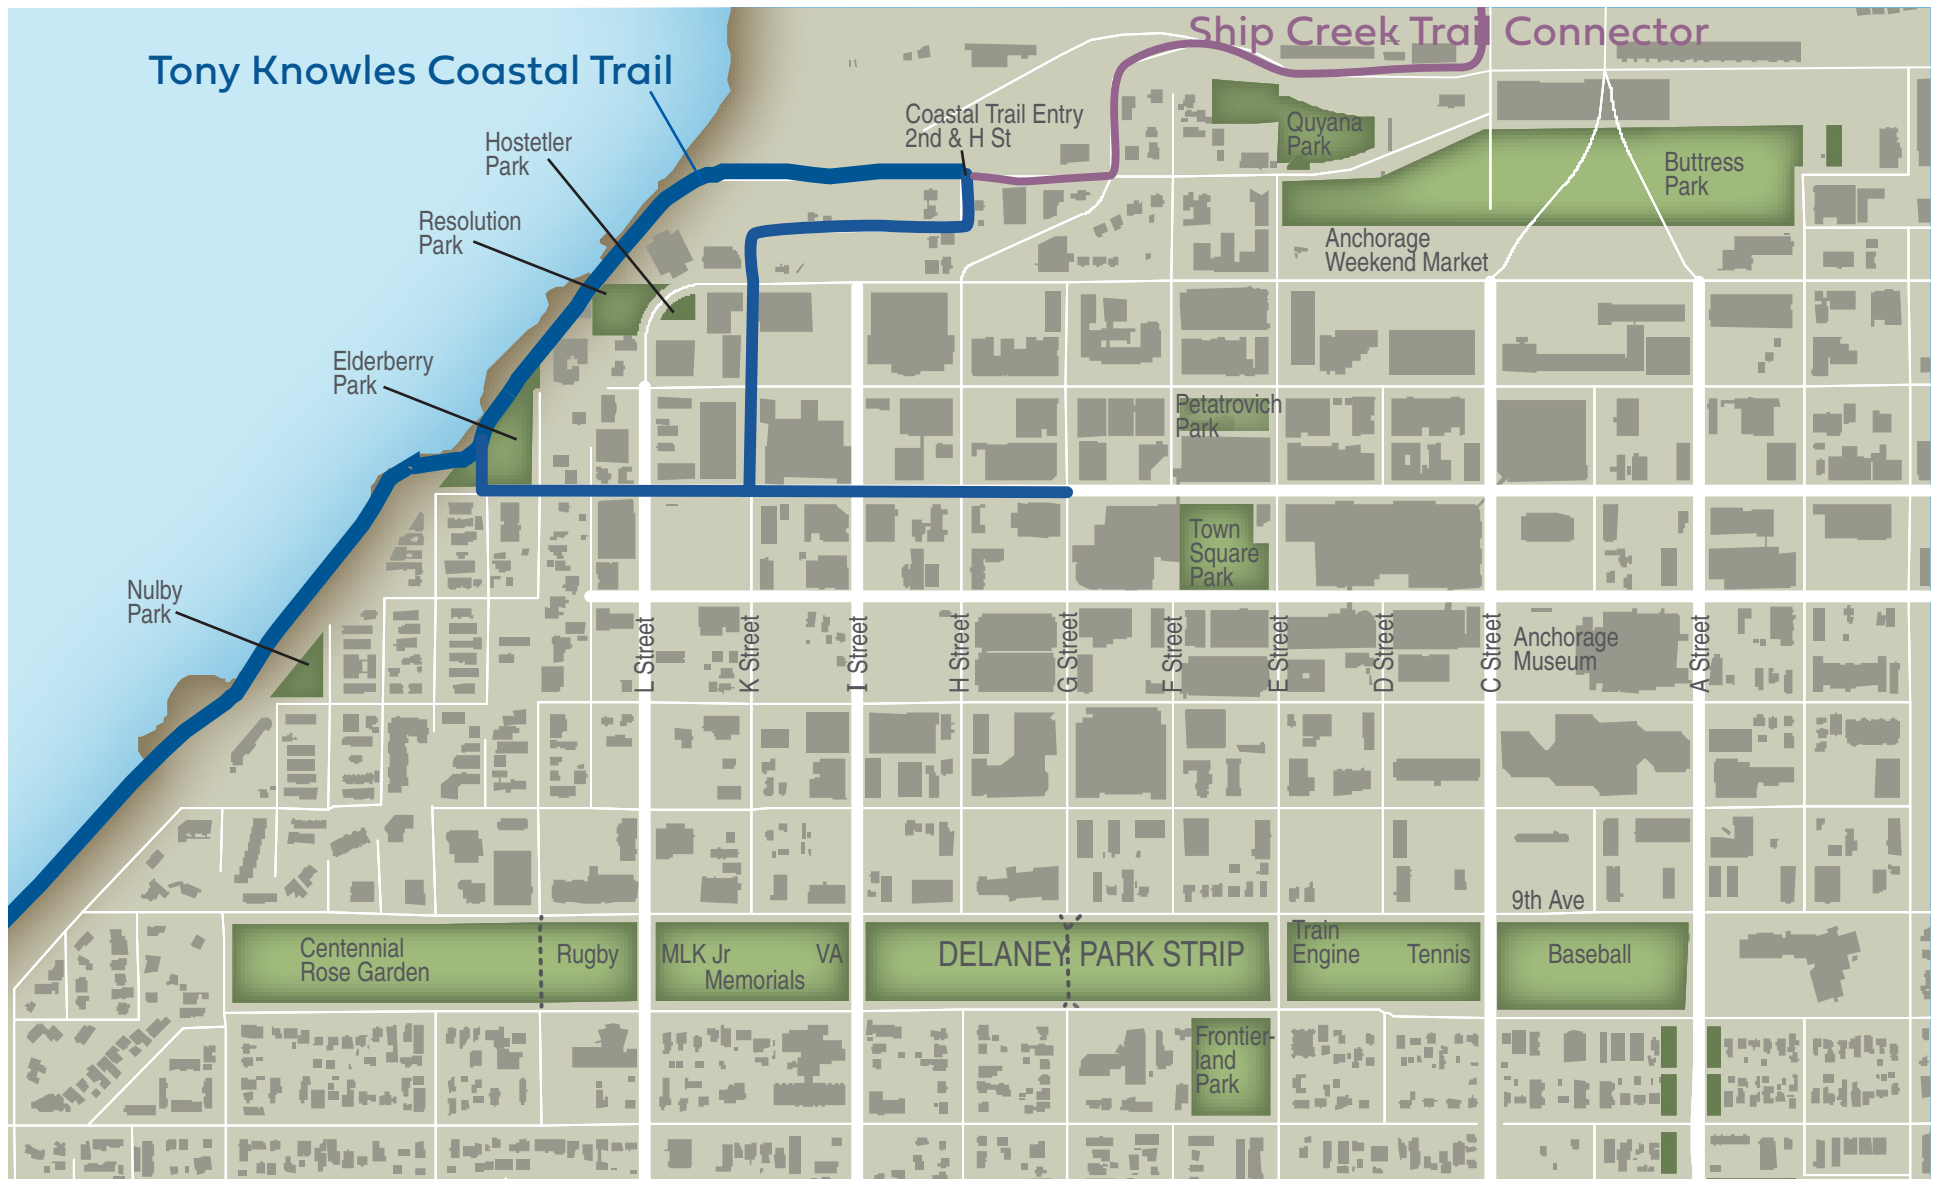 Ship Creek Trail Connector
Tony Knowles Coastal Trail
Coastal Trail Entry
2nd & H St
Hostetler
Park
Quyana
Park
Buttress
Park
Resolution
Park
Anchorage
Weekend Market
Elderberry
Park
Petatrovich
Park
Town
Square
Park
Nulby
Park
L Street
K Street
I Street
H Street
G Street
F Street
E Street
D Street
C Street
A Street
Anchorage
Museum
9th Ave
Centennial
Rose Garden
Rugby
MLK Jr
VA
Memorials
DELANEY PARK STRIP
Train
Engine
Tennis
Baseball
Frontier-
land
Park